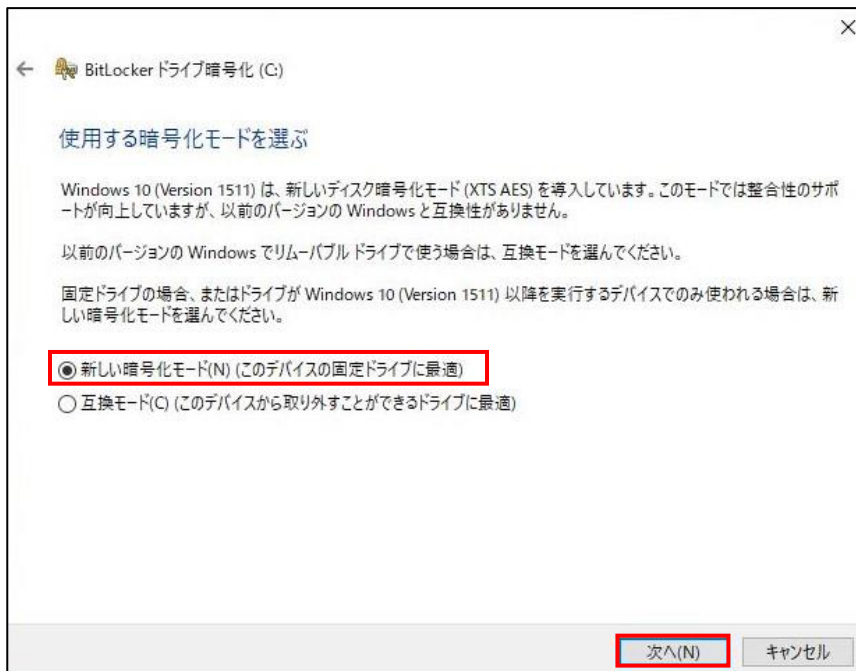 BitLocker ドライブ暗号化 (C:)
使用する暗号化モードを選ぶ
Windows 10 (Version 1511) は、新しいディスク暗号化モード (XTS AES) を導入しています。このモードでは整合性のサポ
ートが向上していますが、以前のバージョンの Windows と互換性がありません。
以前のバージョンの Windows でリムーバブル ドライブで使う場合は、互換モードを選んでください。
固定ドライブの場合、またはドライブが Windows 10 (Version 1511) 以降を実行するデバイスでのみ使われる場合は、新
しい暗号化モードを選んでください。
新しい暗号化モード(N) (このデバイスの固定ドライブに最適)
互換モード(C) (このデバイスから取り外すことができるドライブに最適)
次へ(N)
キャンセル